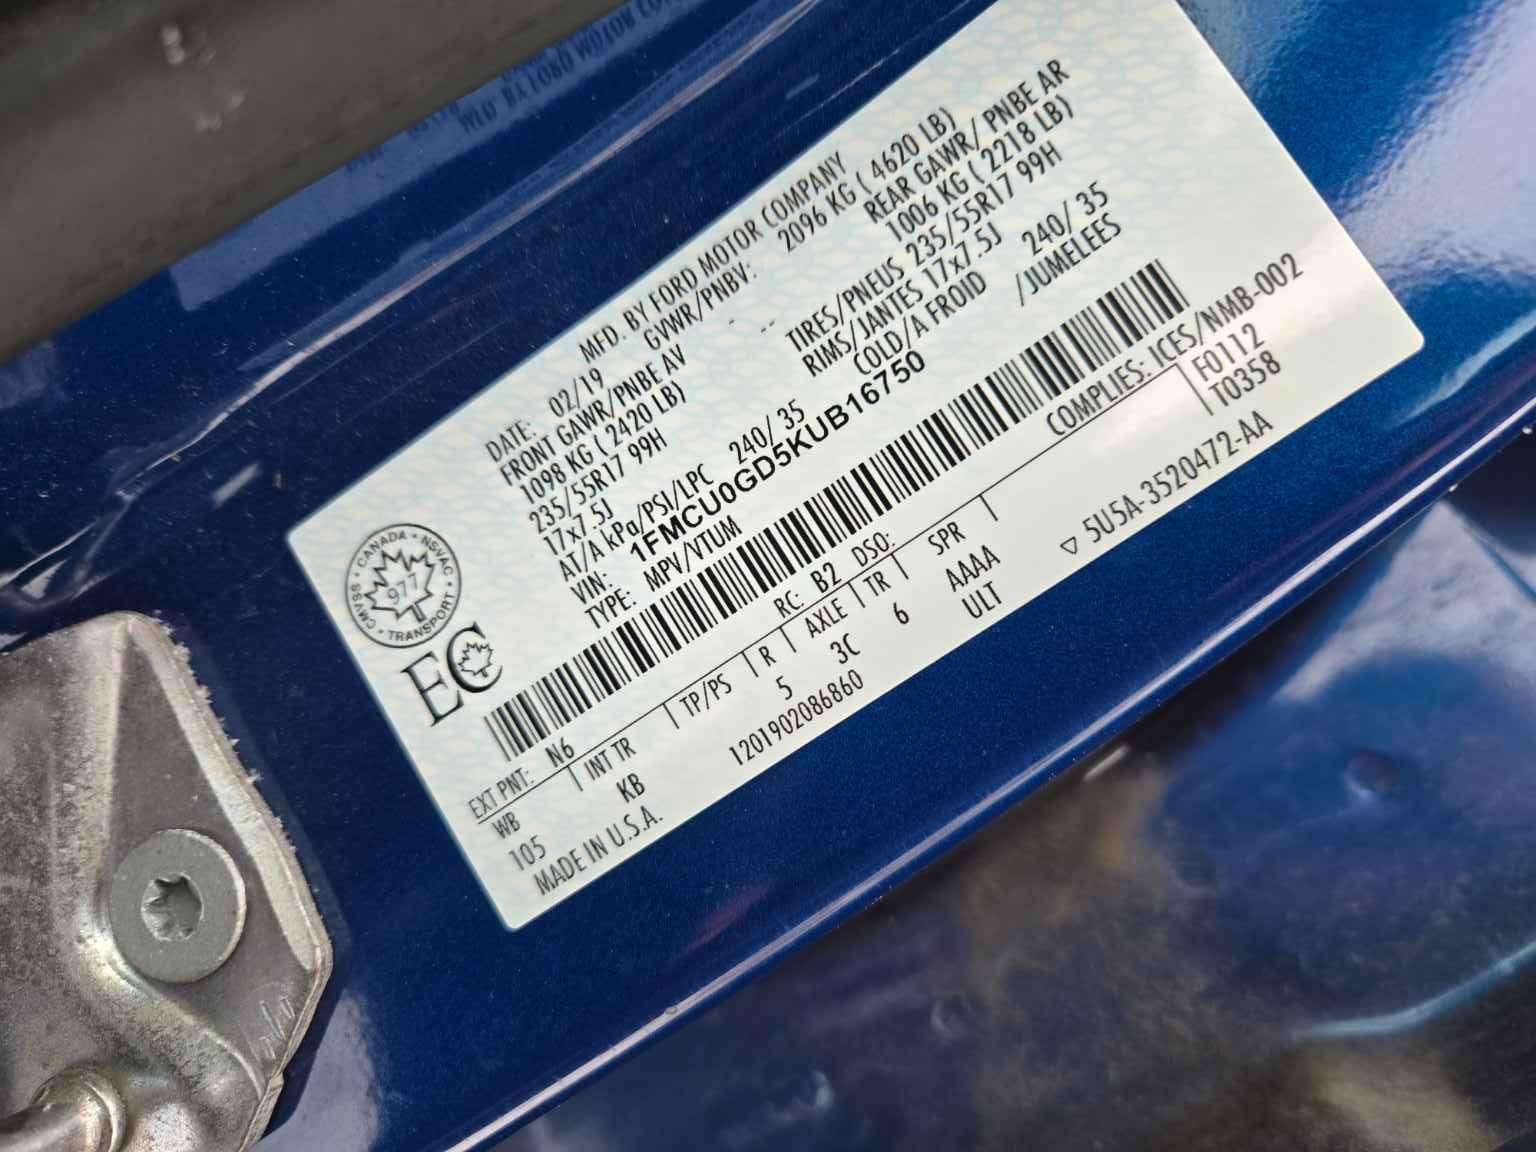 MFD. BY FORD MOTOR COMPANY
DATE: 02/19 GVWR/PNBV: 2096 KG ( 4620 LB)
FRONT GAWR/PNBE AV -- REAR GAWR/ PNBE AR
1098 KG ( 2420 LB) -- 1006 KG ( 2218 LB)
235/55R17 99H TIRES/PNEUS 235/55R17 99H
17x7.5J RIMS/JANTES 17x7.5J
AT/A kPa/PSI/LPC 240/ 35 COLD/A FROID 240/ 35
VIN: 1FMCU0GD5KUB16750 /JUMELEES
TYPE: MPV/VTUM
CANADA · NSVAC · TRANSPORT · CMVSS ·
977
EC
COMPLIES: ICES/NMB-002
EXT PNT: N6 RC: B2 DSO: F0112
WB INT TR TP/PS R AXLE TR SPR T0358
105 KB 5 3C 6 AAAA
ULT
MADE IN U.S.A. 1201902086860 ▽ 5U5A-3520472-AA